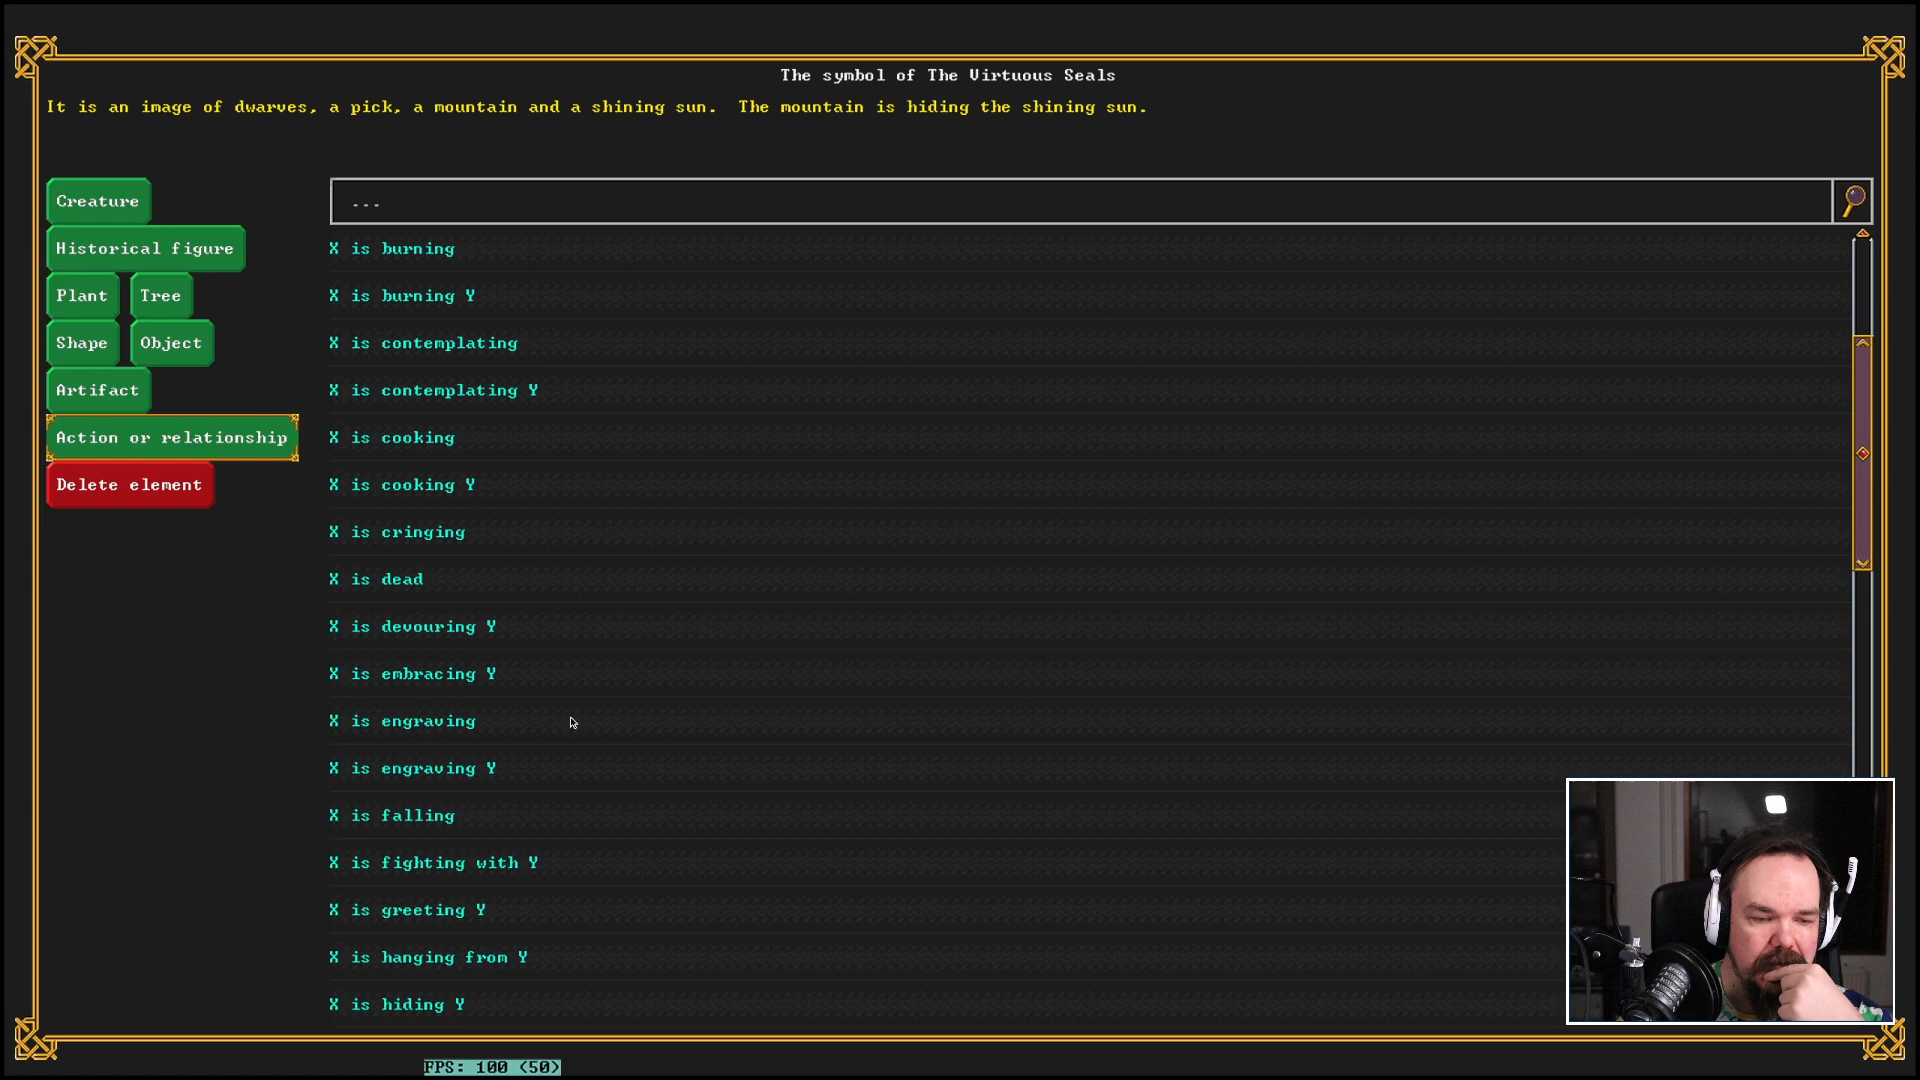 The symbol of The Virtuous Seals
It is an image of dwarves, a pick, a mountain and a shining sun. The mountain is hiding the shining sun.
Creature
Historical figure
Plant
Tree
Shape
Object
Artifact
Action or relationship
Delete element
...
X is burning
X is burning Y
X is contemplating
X is contemplating Y
X is cooking
X is cooking Y
X is cringing
X is dead
X is devouring Y
X is embracing Y
X is engraving
X is engraving Y
X is falling
X is fighting with Y
X is greeting Y
X is hanging from Y
X is hiding Y
FPS: 100 (50)